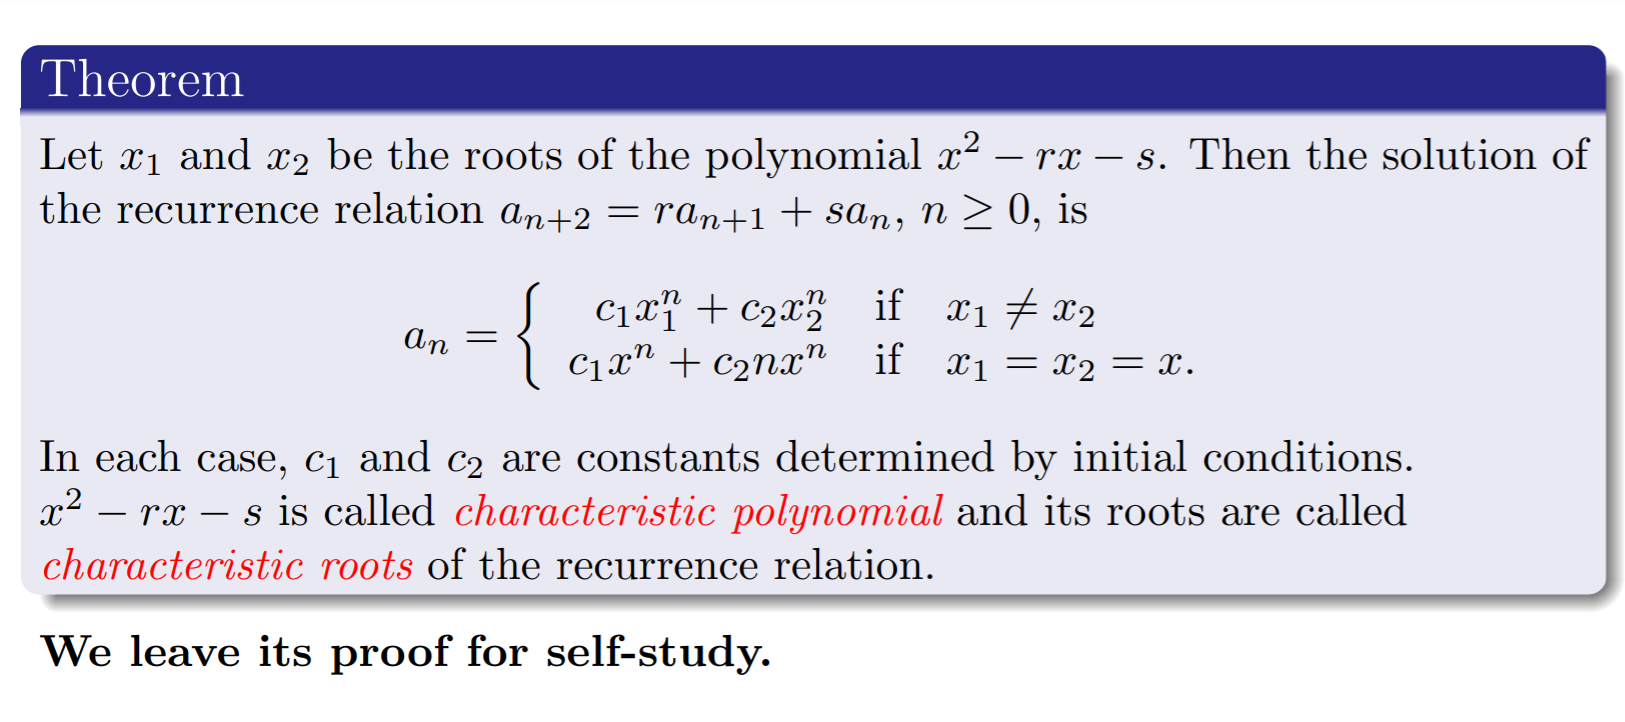 Theorem
Let x₁ and x₂ be the roots of the polynomial x² − rx − s. Then the solution of
the recurrence relation aₙ₊₂ = raₙ₊₁ + saₙ, n ≥ 0, is
aₙ = { c₁x₁ⁿ + c₂x₂ⁿ if x₁ ≠ x₂
c₁xⁿ + c₂nxⁿ if x₁ = x₂ = x.
In each case, c₁ and c₂ are constants determined by initial conditions.
x² − rx − s is called characteristic polynomial and its roots are called
characteristic roots of the recurrence relation.
We leave its proof for self-study.